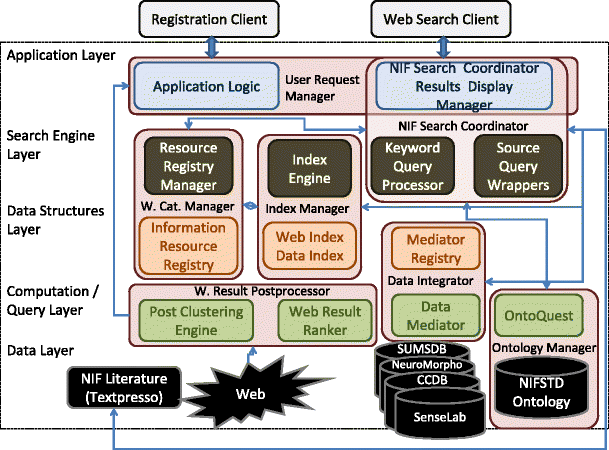 Registration Client
Web Search Client
Application Layer
Application Logic
User Request
Manager
NIF Search Coordinator
Results Display
Manager
NIF Search Coordinator
Search Engine
Layer
Resource
Registry
Manager
Index
Engine
Keyword
Query
Processor
Source
Query
Wrappers
W. Cat. Manager
Index Manager
Data Structures
Layer
Information
Resource
Registry
Web Index
Data Index
Mediator
Registry
Data Integrator
Computation /
Query Layer
W. Result Postprocessor
Post Clustering
Engine
Web Result
Ranker
Data
Mediator
OntoQuest
Ontology Manager
Data Layer
NIF Literature
(Textpresso)
Web
SUMSDB
NeuroMorpho
CCDB
SenseLab
NIFSTD
Ontology